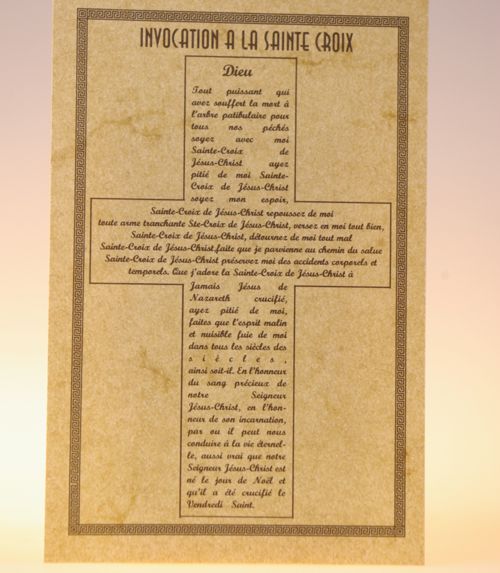 INVOCATION A LA SAINTE CROIX
Dieu
Tout puissant qui
avez souffert la mort à
l'arbre patibulaire pour
tous nos péchés
soyez avec moi
Sainte-Croix de
Jésus-Christ ayez
pitié de moi Sainte-
Croix de Jésus-Christ
soyez mon espoir,
Sainte-Croix de Jésus-Christ repoussez de moi
toute arme tranchante Ste-Croix de Jésus-Christ, versez en moi tout bien,
Sainte-Croix de Jésus-Christ, détournez de moi tout mal
Sainte-Croix de Jésus-Christ.faite que je parvienne au chemin du salue
Sainte-Croix de Jésus-Christ préservez moi des accidents corporels et
temporels. Que j'adore la Sainte-Croix de Jésus-Christ à
Jamais Jésus de
Nazareth crucifié,
ayez pitié de moi,
faites que l'esprit malin
et nuisible fuie de moi
dans tous les siècles des
s i è c l e s ,
ainsi soit-il. En l'honneur
du sang précieux de
notre Seigneur
Jésus-Christ, en l'hon-
neur de son incarnation,
par ou il peut nous
conduire à la vie éternel-
le, aussi vrai que notre
Seigneur Jésus-Christ est
né le jour de Noël et
qu'il a été crucifié le
Vendredi Saint.